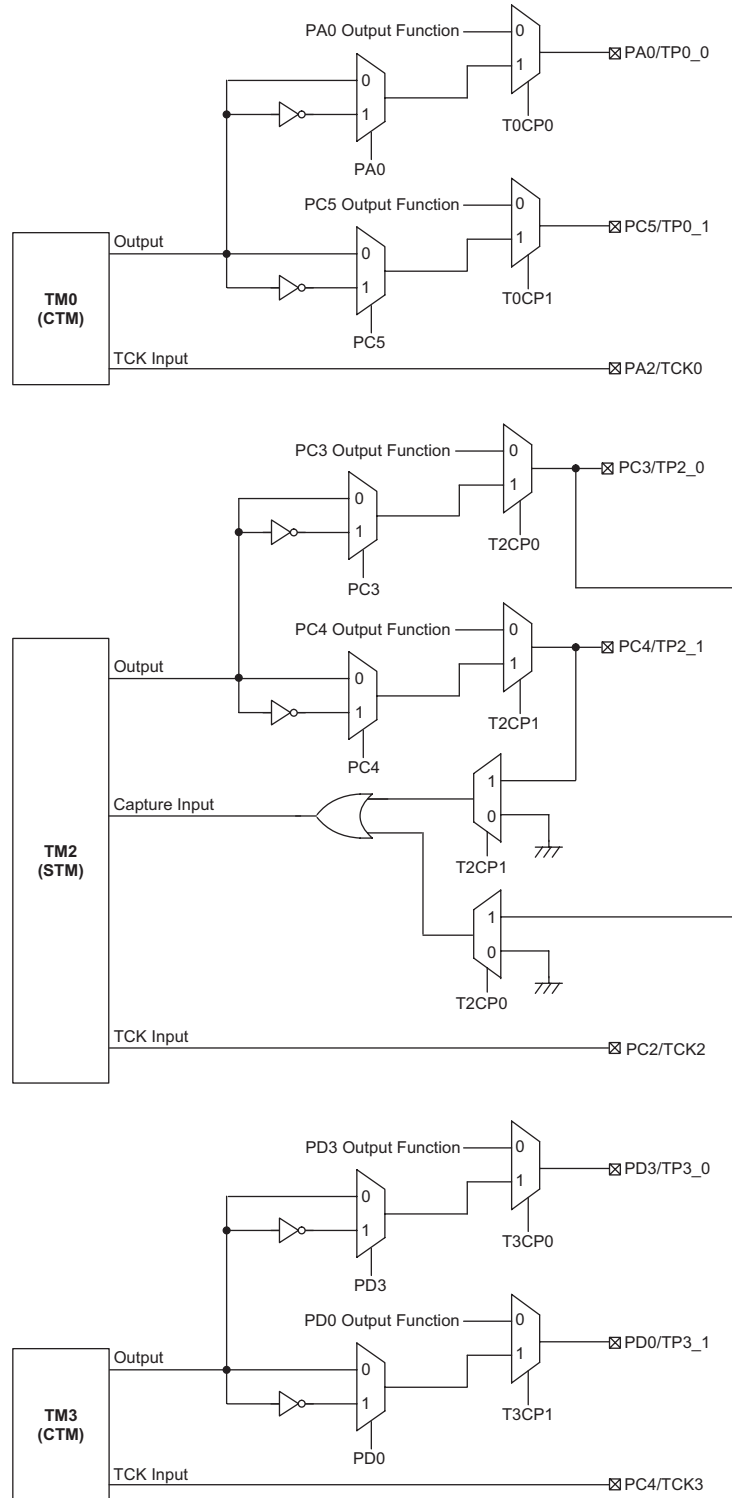 PA0 Output Function
0
1
PA0/TP0_0
T0CP0
0
1
PA0
PC5 Output Function
0
1
PC5/TP0_1
T0CP1
Output
0
1
PC5
TM0
(CTM)
TCK Input
PA2/TCK0
PC3 Output Function
0
1
PC3/TP2_0
T2CP0
0
1
PC3
PC4 Output Function
0
1
PC4/TP2_1
T2CP1
Output
0
1
PC4
Capture Input
1
0
T2CP1
TM2
(STM)
1
0
T2CP0
TCK Input
PC2/TCK2
PD3 Output Function
0
1
PD3/TP3_0
T3CP0
0
1
PD3
PD0 Output Function
0
1
PD0/TP3_1
T3CP1
Output
0
1
PD0
TM3
(CTM)
TCK Input
PC4/TCK3